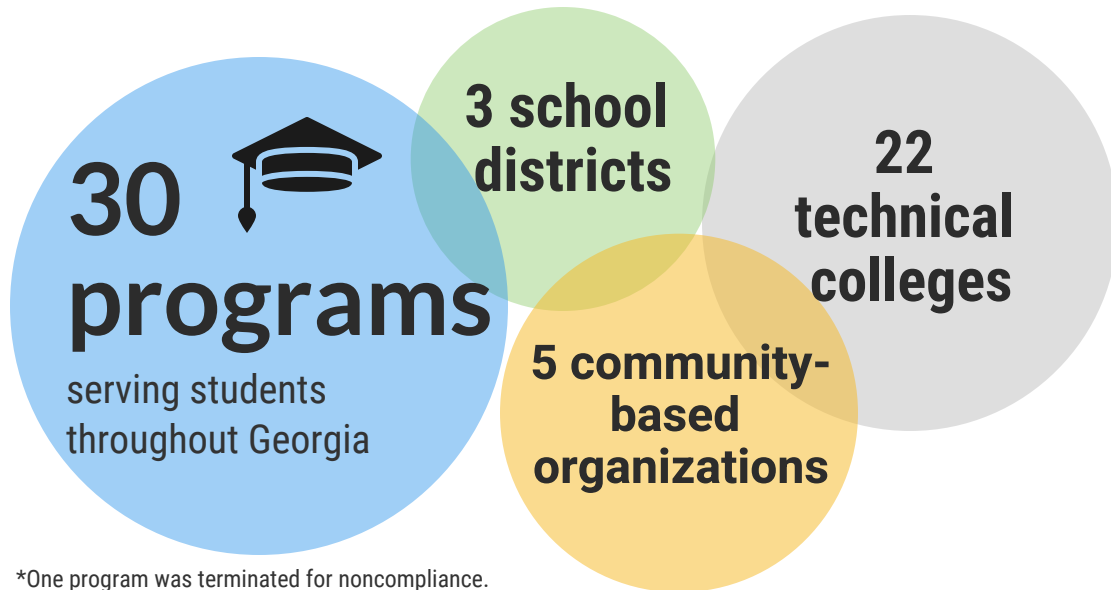 30
programs
serving students
throughout Georgia
3 school
districts
22
technical
colleges
5 community-
based
organizations
*One program was terminated for noncompliance.